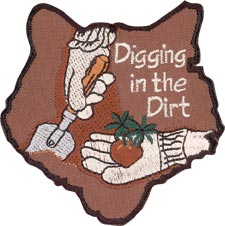 Digging
in the
Dirt